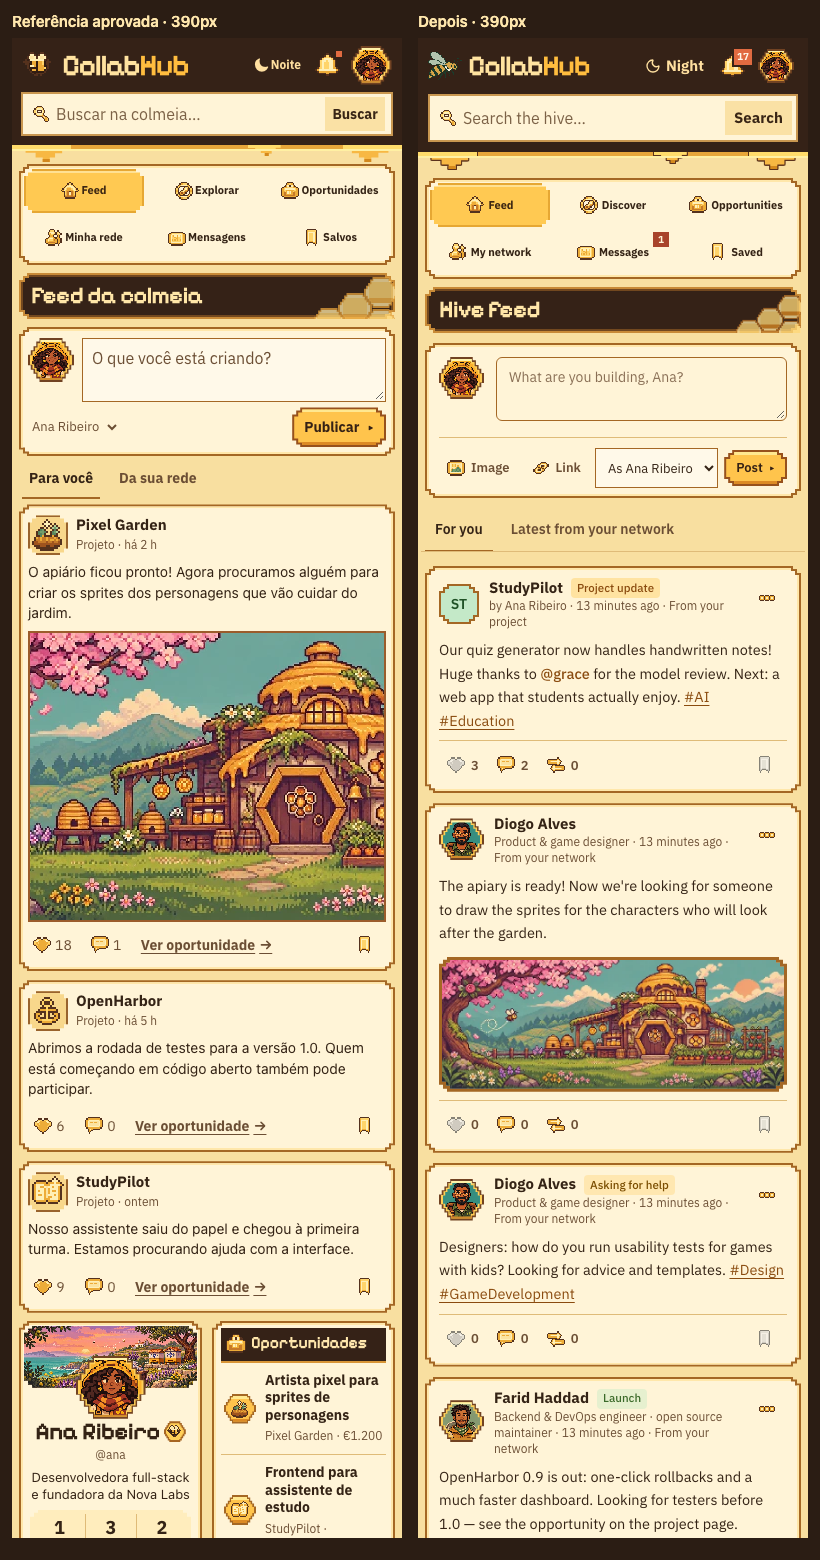 Referência aprovada · 390px
CollabHub
Noite
Buscar na colmeia...
Buscar
Feed
Explorar
Oportunidades
Minha rede
Mensagens
Salvos
Feed da colmeia
O que você está criando?
Ana Ribeiro
Publicar
Para você
Da sua rede
Pixel Garden
Projeto · há 2 h
O apiário ficou pronto! Agora procuramos alguém para
criar os sprites dos personagens que vão cuidar do
jardim.
18
1
Ver oportunidade →
OpenHarbor
Projeto · há 5 h
Abrimos a rodada de testes para a versão 1.0. Quem
está começando em código aberto também pode
participar.
6
0
Ver oportunidade →
StudyPilot
Projeto · ontem
Nosso assistente saiu do papel e chegou à primeira
turma. Estamos procurando ajuda com a interface.
9
0
Ver oportunidade →
Ana Ribeiro
@ana
Desenvolvedora full-stack
e fundadora da Nova Labs
1
3
2
Oportunidades
Artista pixel para
sprites de
personagens
Pixel Garden · €1.200
Frontend para
assistente de
estudo
StudyPilot ·
Depois · 390px
CollabHub
Night
17
Search the hive...
Search
Feed
Discover
Opportunities
My network
Messages
1
Saved
Hive Feed
What are you building, Ana?
Image
Link
As Ana Ribeiro
Post
For you
Latest from your network
ST
StudyPilot
Project update
by Ana Ribeiro · 13 minutes ago · From your
project
Our quiz generator now handles handwritten notes!
Huge thanks to @grace for the model review. Next: a
web app that students actually enjoy. #AI
#Education
3
2
0
Diogo Alves
Product & game designer · 13 minutes ago ·
From your network
The apiary is ready! Now we're looking for someone
to draw the sprites for the characters who will look
after the garden.
0
0
0
Diogo Alves
Asking for help
Product & game designer · 13 minutes ago ·
From your network
Designers: how do you run usability tests for games
with kids? Looking for advice and templates. #Design
#GameDevelopment
0
0
0
Farid Haddad
Launch
Backend & DevOps engineer · open source
maintainer · 13 minutes ago · From your
network
OpenHarbor 0.9 is out: one-click rollbacks and a
much faster dashboard. Looking for testers before
1.0 — see the opportunity on the project page.